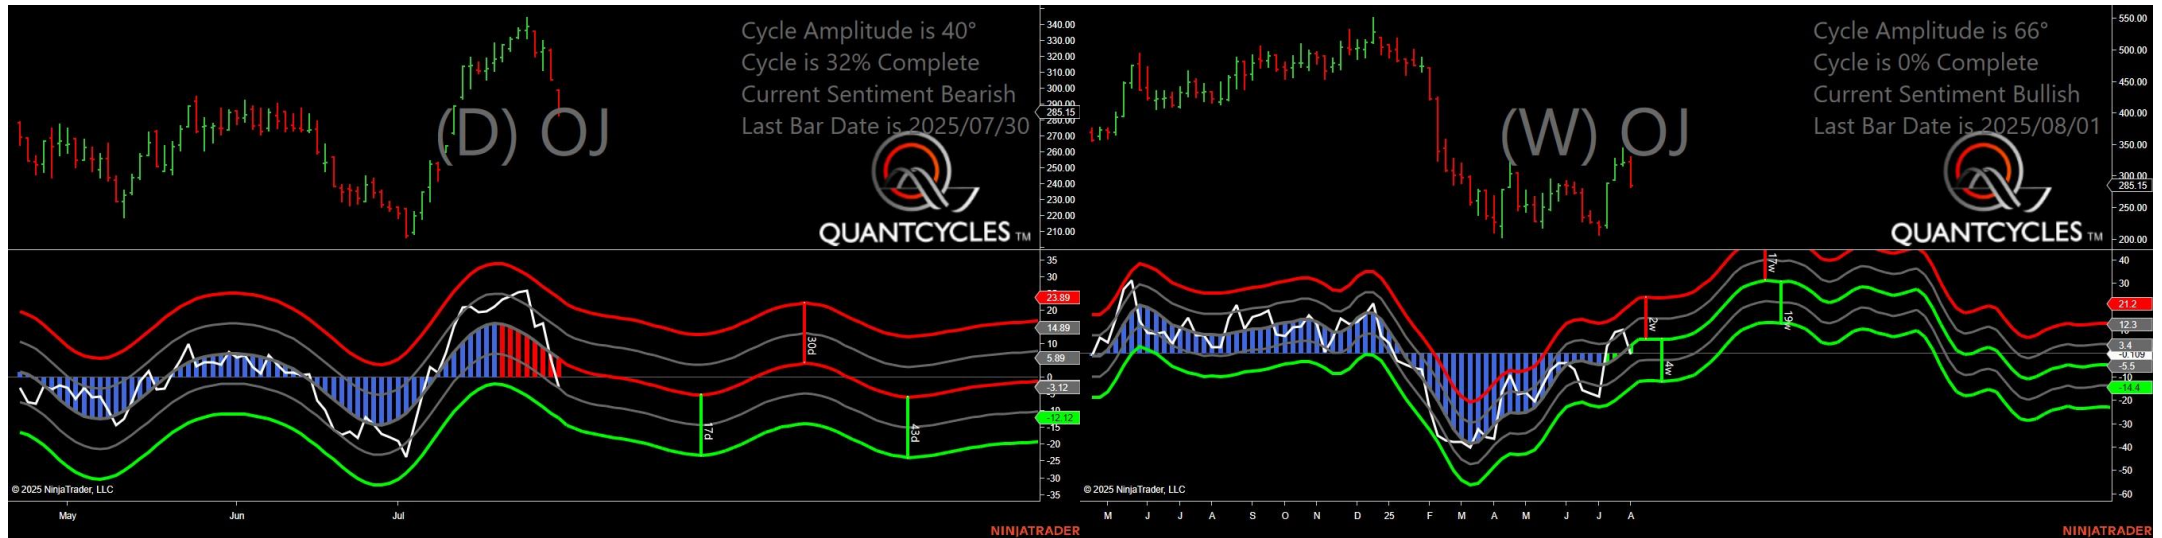 Cycle Amplitude is 40°
Cycle is 32% Complete
Current Sentiment Bearish
Last Bar Date is 2025/07/30
(D) OJ
QUANTCYCLES TM
340.00
330.00
320.00
310.00
300.00
290.00
285.15
280.00
270.00
260.00
250.00
240.00
230.00
220.00
210.00
35
30
23.89
20
14.89
10
5.89
0
-3.12
-5
-10
-12.12
-15
-20
-25
-30
-35
30d
17d
43d
© 2025 NinjaTrader, LLC
May
Jun
Jul
NINJATRADER
Cycle Amplitude is 66°
Cycle is 0% Complete
Current Sentiment Bullish
Last Bar Date is 2025/08/01
(W) OJ
QUANTCYCLES TM
550.00
500.00
450.00
400.00
350.00
300.00
285.15
250.00
200.00
40
30
21.2
12.3
3.4
-0.109
-5.5
-10
-14.4
-20
-30
-40
-50
-60
17w
2w
19w
4w
© 2025 NinjaTrader, LLC
M J J A S O N D 25 F M A M J J A
NINJATRADER